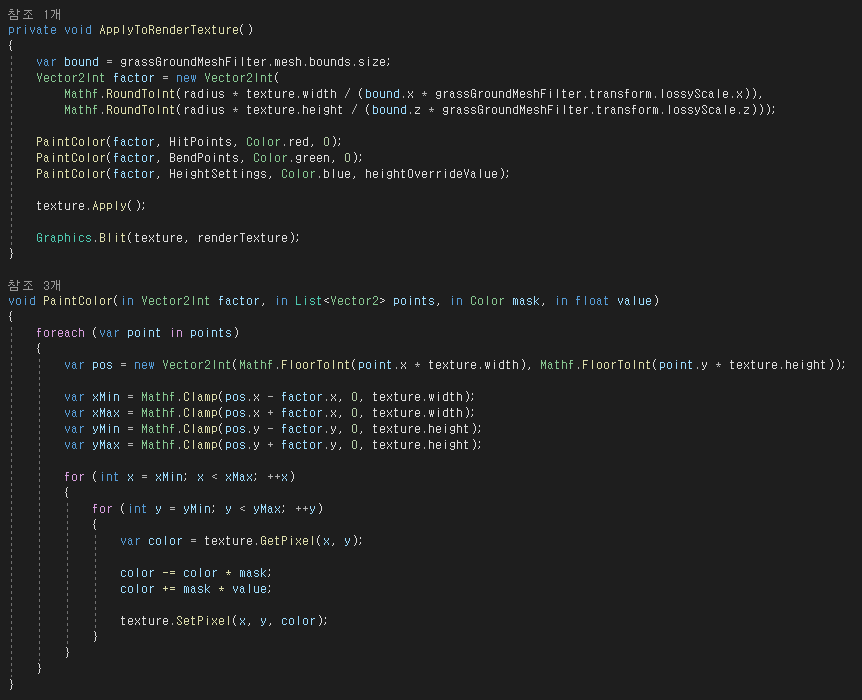 참조 1개
private void ApplyToRenderTexture()
{
var bound = grassGroundMeshFilter.mesh.bounds.size;
Vector2Int factor = new Vector2Int(
Mathf.RoundToInt(radius * texture.width / (bound.x * grassGroundMeshFilter.transform.lossyScale.x)),
Mathf.RoundToInt(radius * texture.height / (bound.z * grassGroundMeshFilter.transform.lossyScale.z)));
PaintColor(factor, HitPoints, Color.red, 0);
PaintColor(factor, BendPoints, Color.green, 0);
PaintColor(factor, HeightSettings, Color.blue, heightOverrideValue);
texture.Apply();
Graphics.Blit(texture, renderTexture);
}
참조 3개
void PaintColor(in Vector2Int factor, in List<Vector2> points, in Color mask, in float value)
{
foreach (var point in points)
{
var pos = new Vector2Int(Mathf.FloorToInt(point.x * texture.width), Mathf.FloorToInt(point.y * texture.height));
var xMin = Mathf.Clamp(pos.x - factor.x, 0, texture.width);
var xMax = Mathf.Clamp(pos.x + factor.x, 0, texture.width);
var yMin = Mathf.Clamp(pos.y - factor.y, 0, texture.height);
var yMax = Mathf.Clamp(pos.y + factor.y, 0, texture.height);
for (int x = xMin; x < xMax; ++x)
{
for (int y = yMin; y < yMax; ++y)
{
var color = texture.GetPixel(x, y);
color -= color * mask;
color += mask * value;
texture.SetPixel(x, y, color);
}
}
}
}